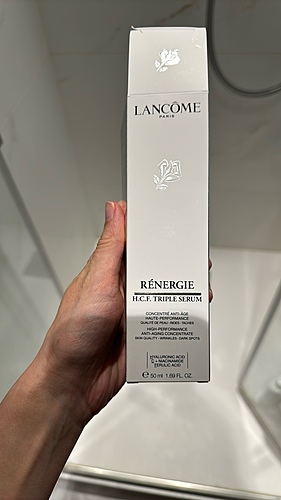 LANCÔME
PARIS
RÉNERGIE
H.C.F. TRIPLE SERUM
CONCENTRÉ ANTI-ÂGE
HAUTE-PERFORMANCE
QUALITÉ DE PEAU · RIDES · TACHES
HIGH-PERFORMANCE
ANTI-AGING CONCENTRATE
SKIN QUALITY · WRINKLES · DARK SPOTS
HYALURONIC ACID
C + NIACINAMIDE
FERULIC ACID
℮ 50 ml 1.69 FL. OZ.